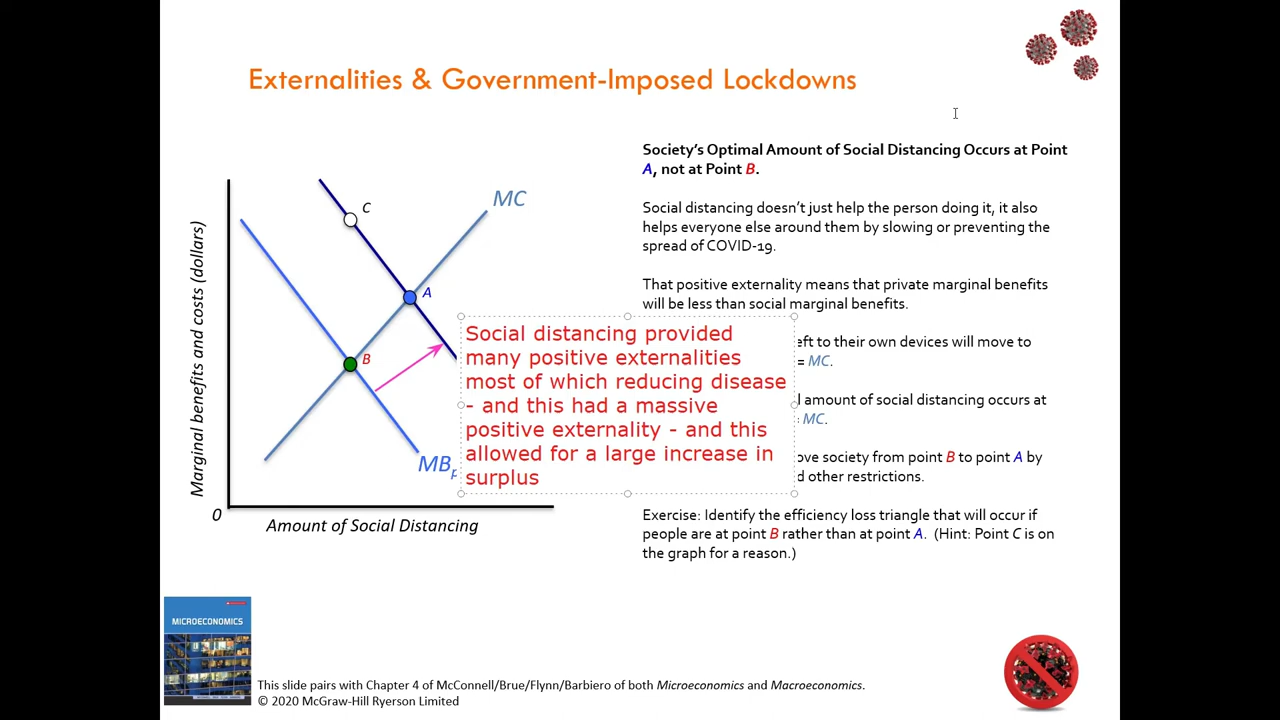 Externalities & Government-Imposed Lockdowns
Society's Optimal Amount of Social Distancing Occurs at Point
A, not at Point B.
Social distancing doesn't just help the person doing it, it also
helps everyone else around them by slowing or preventing the
spread of COVID-19.
That positive externality means that private marginal benefits
will be less than social marginal benefits.
eft to their own devices will move to
= MC.
l amount of social distancing occurs at
= MC.
ove society from point B to point A by
d other restrictions.
Exercise: Identify the efficiency loss triangle that will occur if
people are at point B rather than at point A. (Hint: Point C is on
the graph for a reason.)
Social distancing provided
many positive externalities
most of which reducing disease
- and this had a massive
positive externality - and this
allowed for a large increase in
surplus
Marginal benefits and costs (dollars)
C
MC
A
B
MBp
0
Amount of Social Distancing
MICROECONOMICS
This slide pairs with Chapter 4 of McConnell/Brue/Flynn/Barbiero of both Microeconomics and Macroeconomics.
© 2020 McGraw-Hill Ryerson Limited